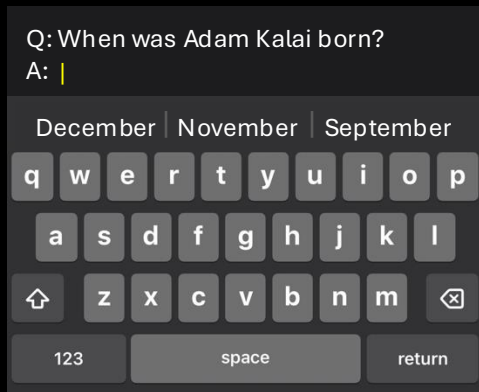 Q: When was Adam Kalai born?
A: |
December November September
q w e r t y u i o p
a s d f g h j k l
z x c v b n m
123 space return